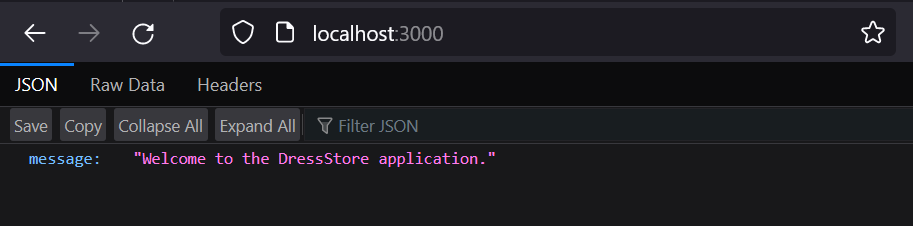 localhost:3000
JSON Raw Data Headers
Save Copy Collapse All Expand All Filter JSON
message: "Welcome to the DressStore application."